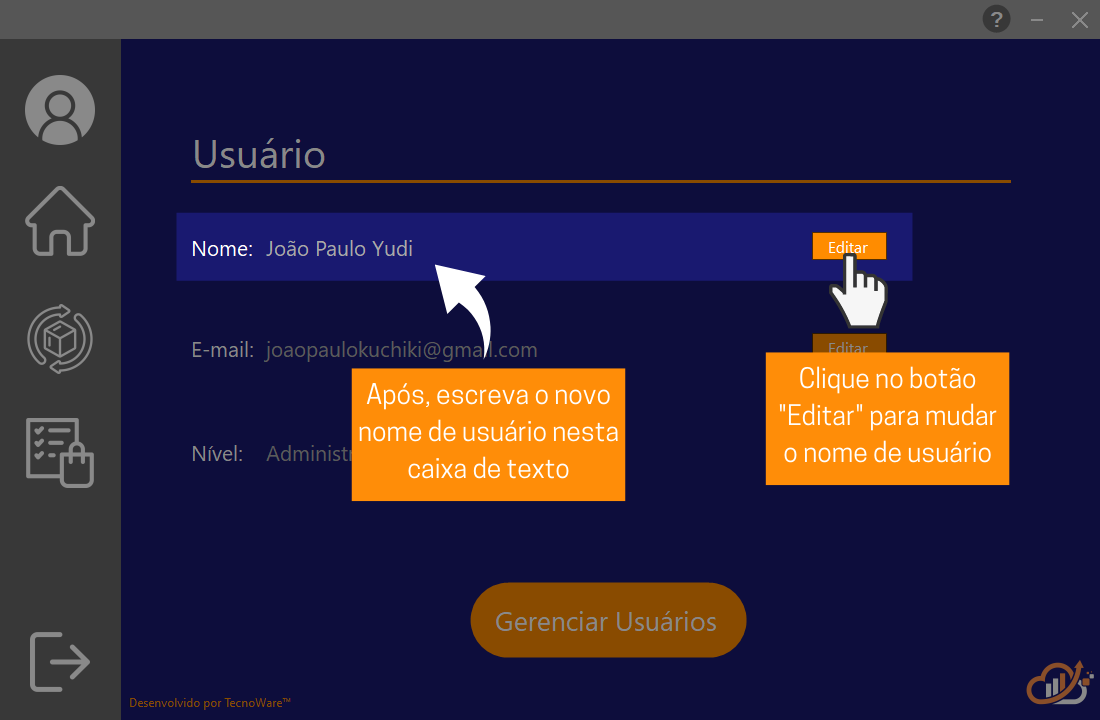 ?
Usuário
Nome: João Paulo Yudi
Editar
E-mail: joaopaulokuchiki@gmail.com
Editar
Após, escreva o novo
nome de usuário nesta
caixa de texto
Clique no botão
"Editar" para mudar
o nome de usuário
Nível: Administr
Gerenciar Usuários
Desenvolvido por TecnoWare™